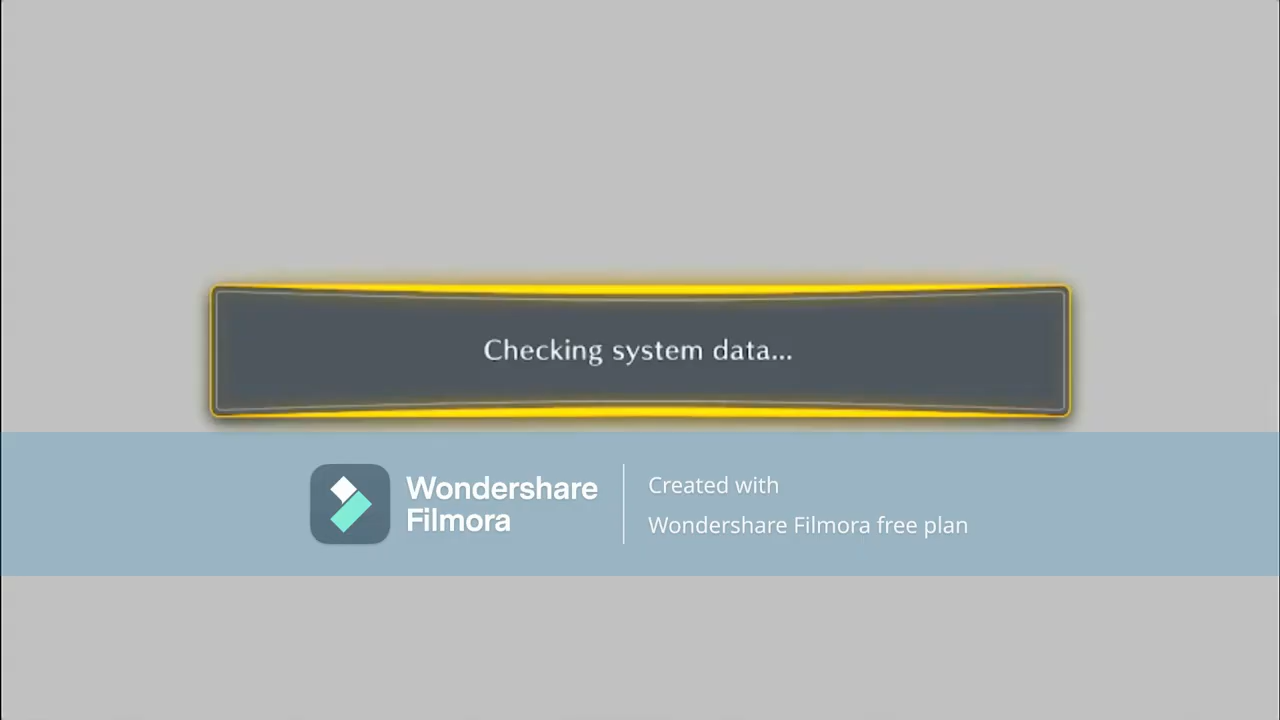 Checking system data...
Wondershare
Filmora
Created with
Wondershare Filmora free plan